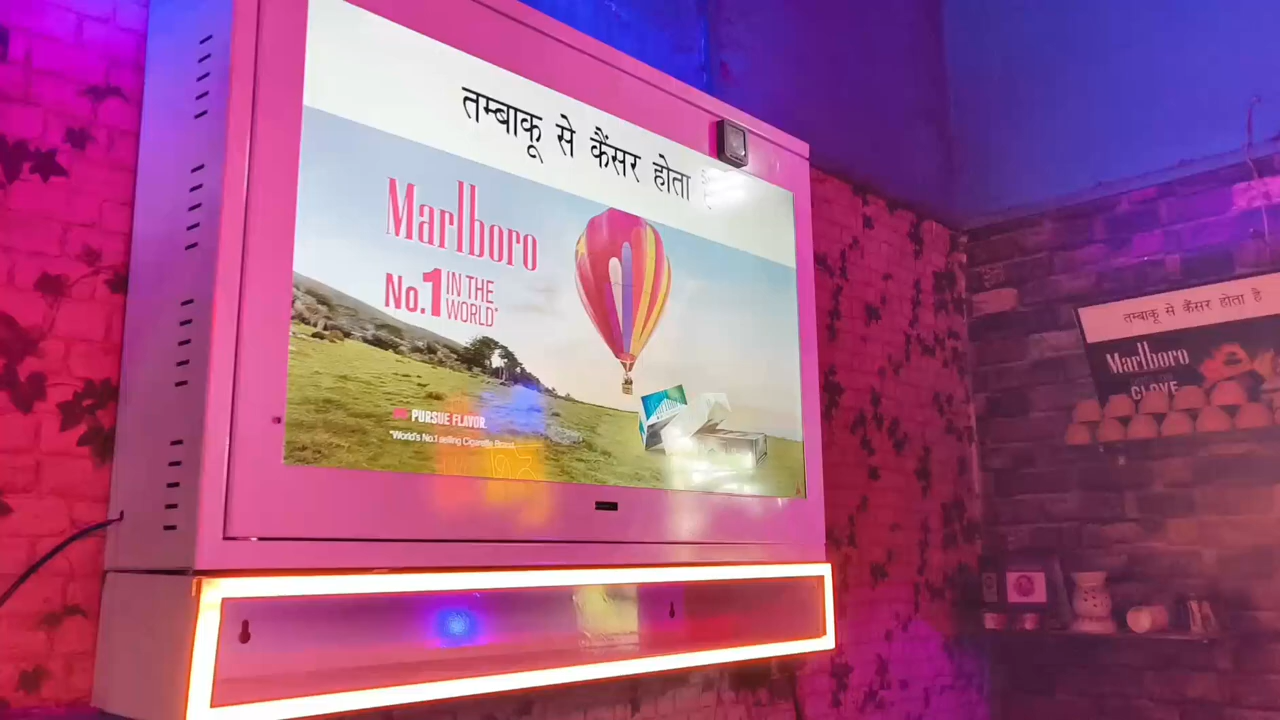 तम्बाकू से कैंसर होता है
Marlboro
No.1 IN THE
WORLD*
PURSUE FLAVOR.
*World's No.1 selling Cigarette Brand
Marlboro
तम्बाकू से कैंसर होता है
Marlboro
CLOVE